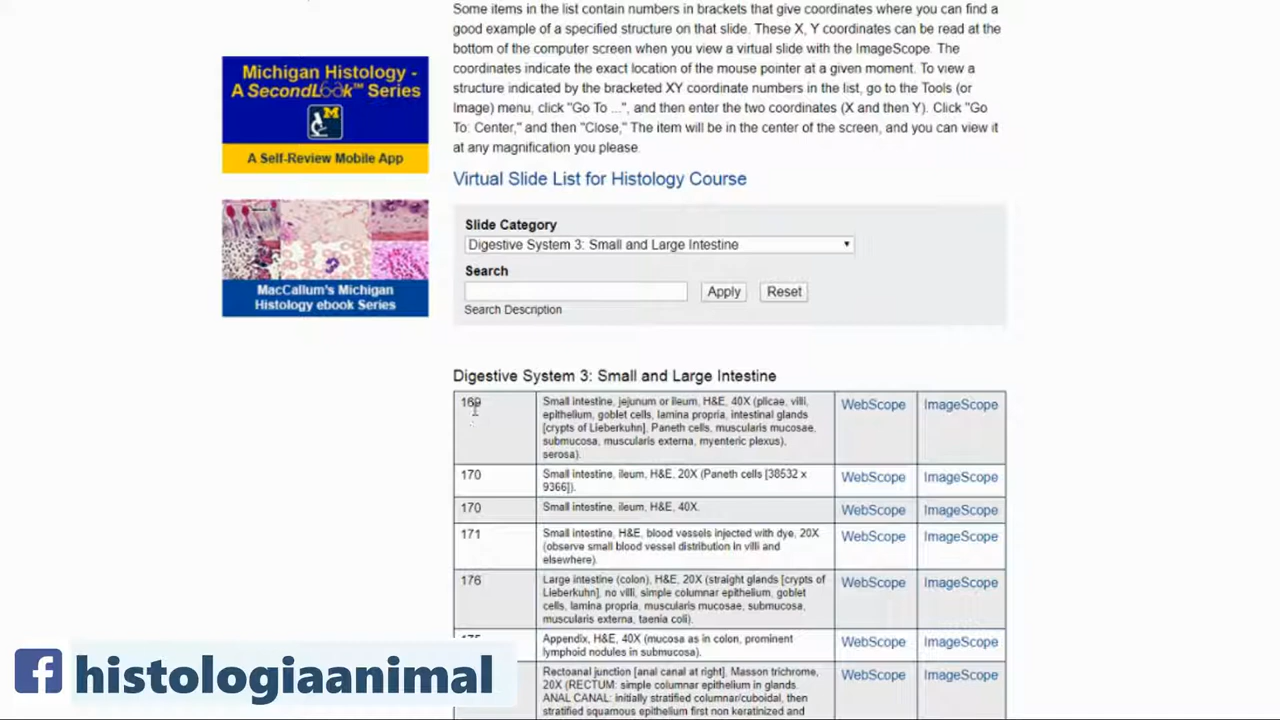 Some items in the list contain numbers in brackets that give coordinates where you can find a
good example of a specified structure on that slide. These X, Y coordinates can be read at the
bottom of the computer screen when you view a virtual slide with the ImageScope. The
coordinates indicate the exact location of the mouse pointer at a given moment. To view a
structure indicated by the bracketed XY coordinate numbers in the list, go to the Tools (or
Image) menu, click "Go To ...", and then enter the two coordinates (X and then Y). Click "Go
To: Center," and then "Close," The item will be in the center of the screen, and you can view it
at any magnification you please.
Michigan Histology -
A SecondLook™ Series
M
A Self-Review Mobile App
MacCallum's Michigan
Histology ebook Series
Virtual Slide List for Histology Course
Slide Category
Digestive System 3: Small and Large Intestine
Search
Apply
Reset
Search Description
Digestive System 3: Small and Large Intestine
169
Small intestine, jejunum or ileum, H&E, 40X (plicae, villi,
epithelium, goblet cells, lamina propria, intestinal glands
[crypts of Lieberkuhn], Paneth cells, muscularis mucosae,
submucosa, muscularis externa, myenteric plexus),
serosa).
WebScope
ImageScope
170
Small intestine, ileum, H&E, 20X (Paneth cells [38532 x
9366]).
WebScope
ImageScope
170
Small intestine, ileum, H&E, 40X.
WebScope
ImageScope
171
Small intestine, H&E, blood vessels injected with dye, 20X
(observe small blood vessel distribution in villi and
elsewhere).
WebScope
ImageScope
176
Large intestine (colon), H&E, 20X (straight glands [crypts of
Lieberkuhn], no villi, simple columnar epithelium, goblet
cells, lamina propria, muscularis mucosae, submucosa,
muscularis externa, taenia coli).
WebScope
ImageScope
Appendix, H&E, 40X (mucosa as in colon, prominent
lymphoid nodules in submucosa).
WebScope
ImageScope
Rectoanal junction [anal canal at right], Masson trichrome,
20X (RECTUM: simple columnar epithelium in glands.
ANAL CANAL: initially stratified columnar/cuboidal, then
stratified squamous epithelium first non keratinized and
WebScope
ImageScope
f histologiaanimal